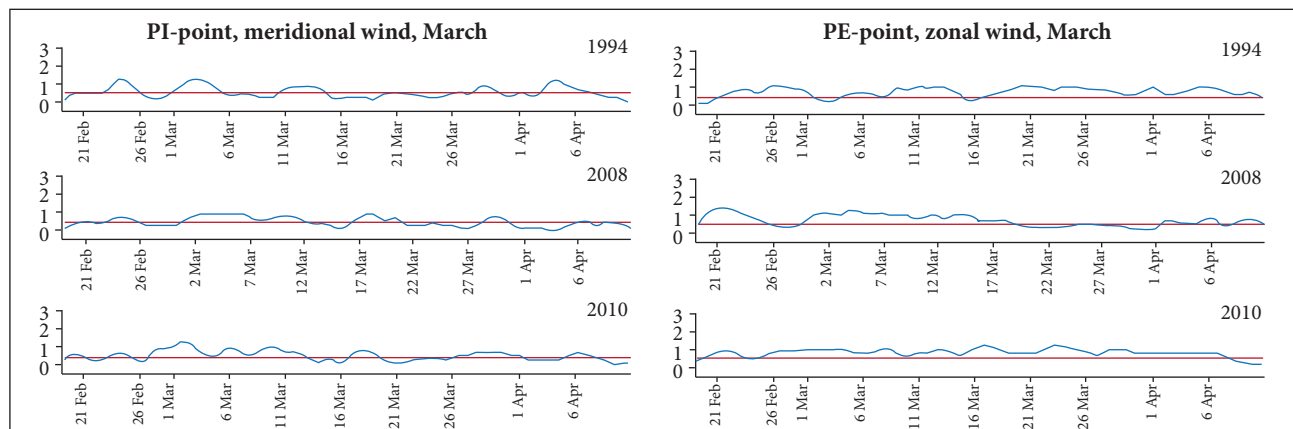 PI-point, meridional wind, March
1994
3
2
1
0
21 Feb
26 Feb
1 Mar
6 Mar
11 Mar
16 Mar
21 Mar
26 Mar
1 Apr
6 Apr
2008
3
2
1
0
21 Feb
26 Feb
2 Mar
7 Mar
12 Mar
17 Mar
22 Mar
27 Mar
1 Apr
6 Apr
2010
3
2
1
0
21 Feb
26 Feb
1 Mar
6 Mar
11 Mar
16 Mar
21 Mar
26 Mar
1 Apr
6 Apr
PE-point, zonal wind, March
1994
3
2
1
0
21 Feb
26 Feb
1 Mar
6 Mar
11 Mar
16 Mar
21 Mar
26 Mar
1 Apr
6 Apr
2008
3
2
1
0
21 Feb
26 Feb
2 Mar
7 Mar
12 Mar
17 Mar
22 Mar
27 Mar
1 Apr
6 Apr
2010
3
2
1
0
21 Feb
26 Feb
1 Mar
6 Mar
11 Mar
16 Mar
21 Mar
26 Mar
1 Apr
6 Apr